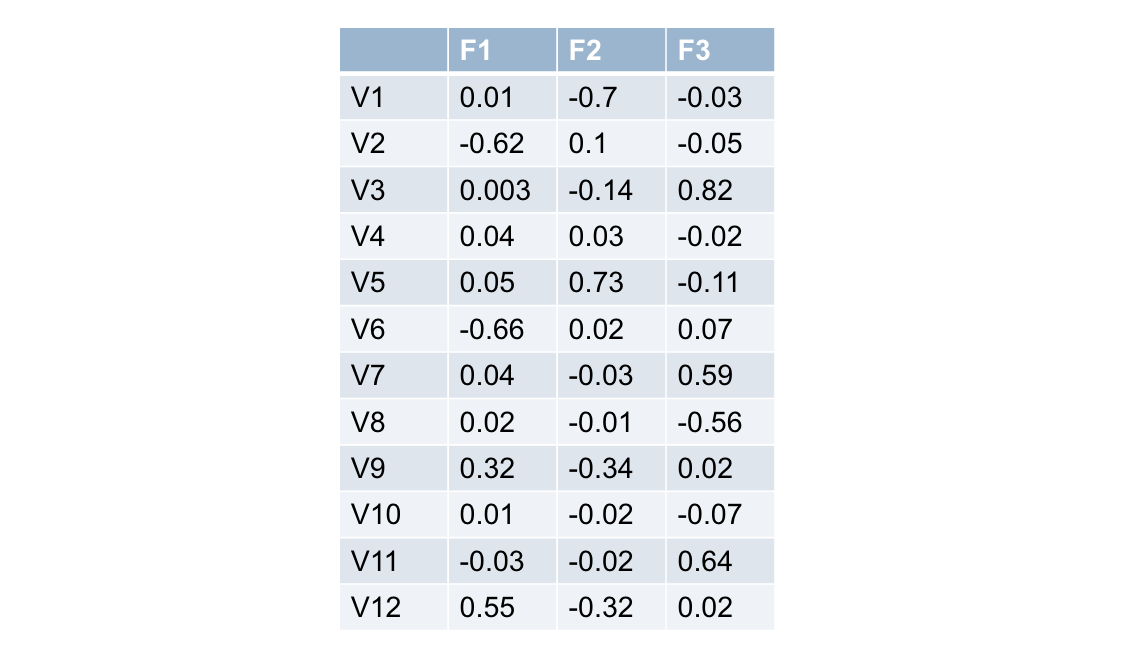 F1 F2 F3
V1 0.01 -0.7 -0.03
V2 -0.62 0.1 -0.05
V3 0.003 -0.14 0.82
V4 0.04 0.03 -0.02
V5 0.05 0.73 -0.11
V6 -0.66 0.02 0.07
V7 0.04 -0.03 0.59
V8 0.02 -0.01 -0.56
V9 0.32 -0.34 0.02
V10 0.01 -0.02 -0.07
V11 -0.03 -0.02 0.64
V12 0.55 -0.32 0.02